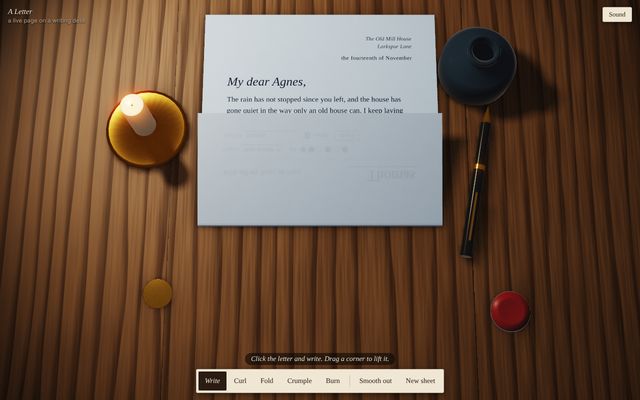 A Letter
a live page on a writing desk
Sound
The Old Mill House
Larkspur Lane
the fourteenth of November
My dear Agnes,
The rain has not stopped since you left, and the house has
gone quiet in the way only an old house can. I keep laying
Thomas
Click the letter and write. Drag a corner to lift it.
Write Curl Fold Crumple Burn Smooth out New sheet